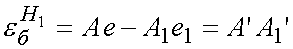 ε_б^{H_1} = Ae − A_1e_1 = A'A_1'